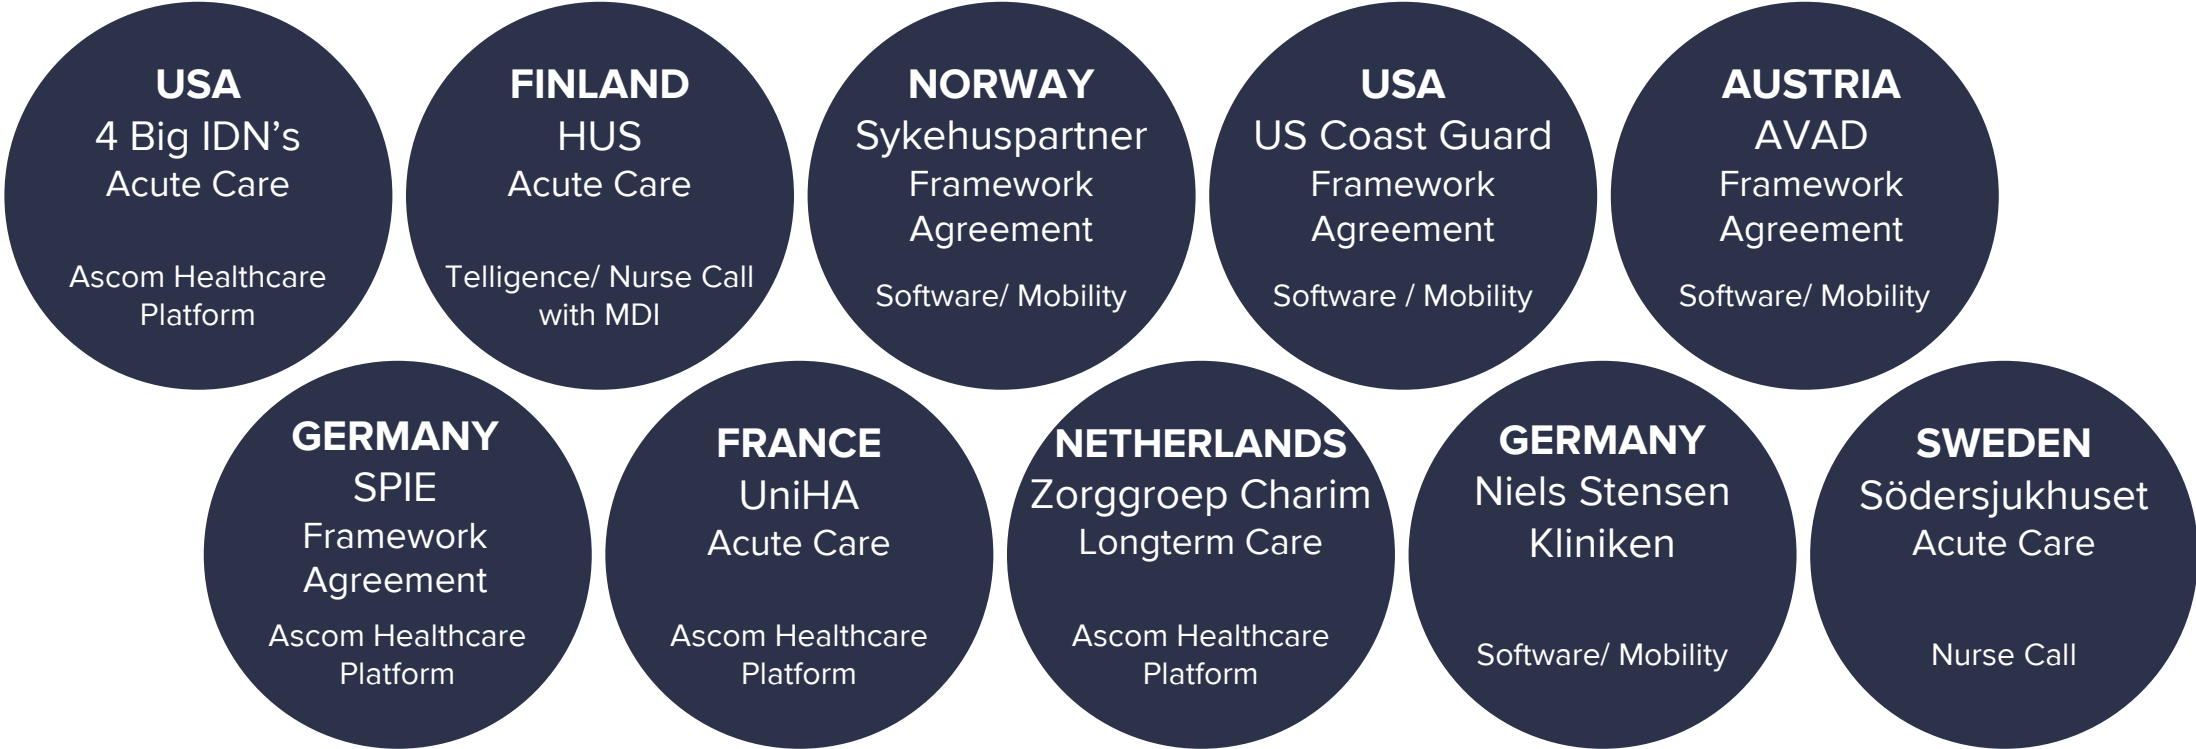 USA
4 Big IDN’s
Acute Care
Ascom Healthcare
Platform
FINLAND
HUS
Acute Care
Telligence/ Nurse Call
with MDI
NORWAY
Sykehuspartner
Framework
Agreement
Software/ Mobility
USA
US Coast Guard
Framework
Agreement
Software / Mobility
AUSTRIA
AVAD
Framework
Agreement
Software/ Mobility
GERMANY
SPIE
Framework
Agreement
Ascom Healthcare
Platform
FRANCE
UniHA
Acute Care
Ascom Healthcare
Platform
NETHERLANDS
Zorggroep Charim
Longterm Care
Ascom Healthcare
Platform
GERMANY
Niels Stensen
Kliniken
Software/ Mobility
SWEDEN
Södersjukhuset
Acute Care
Nurse Call